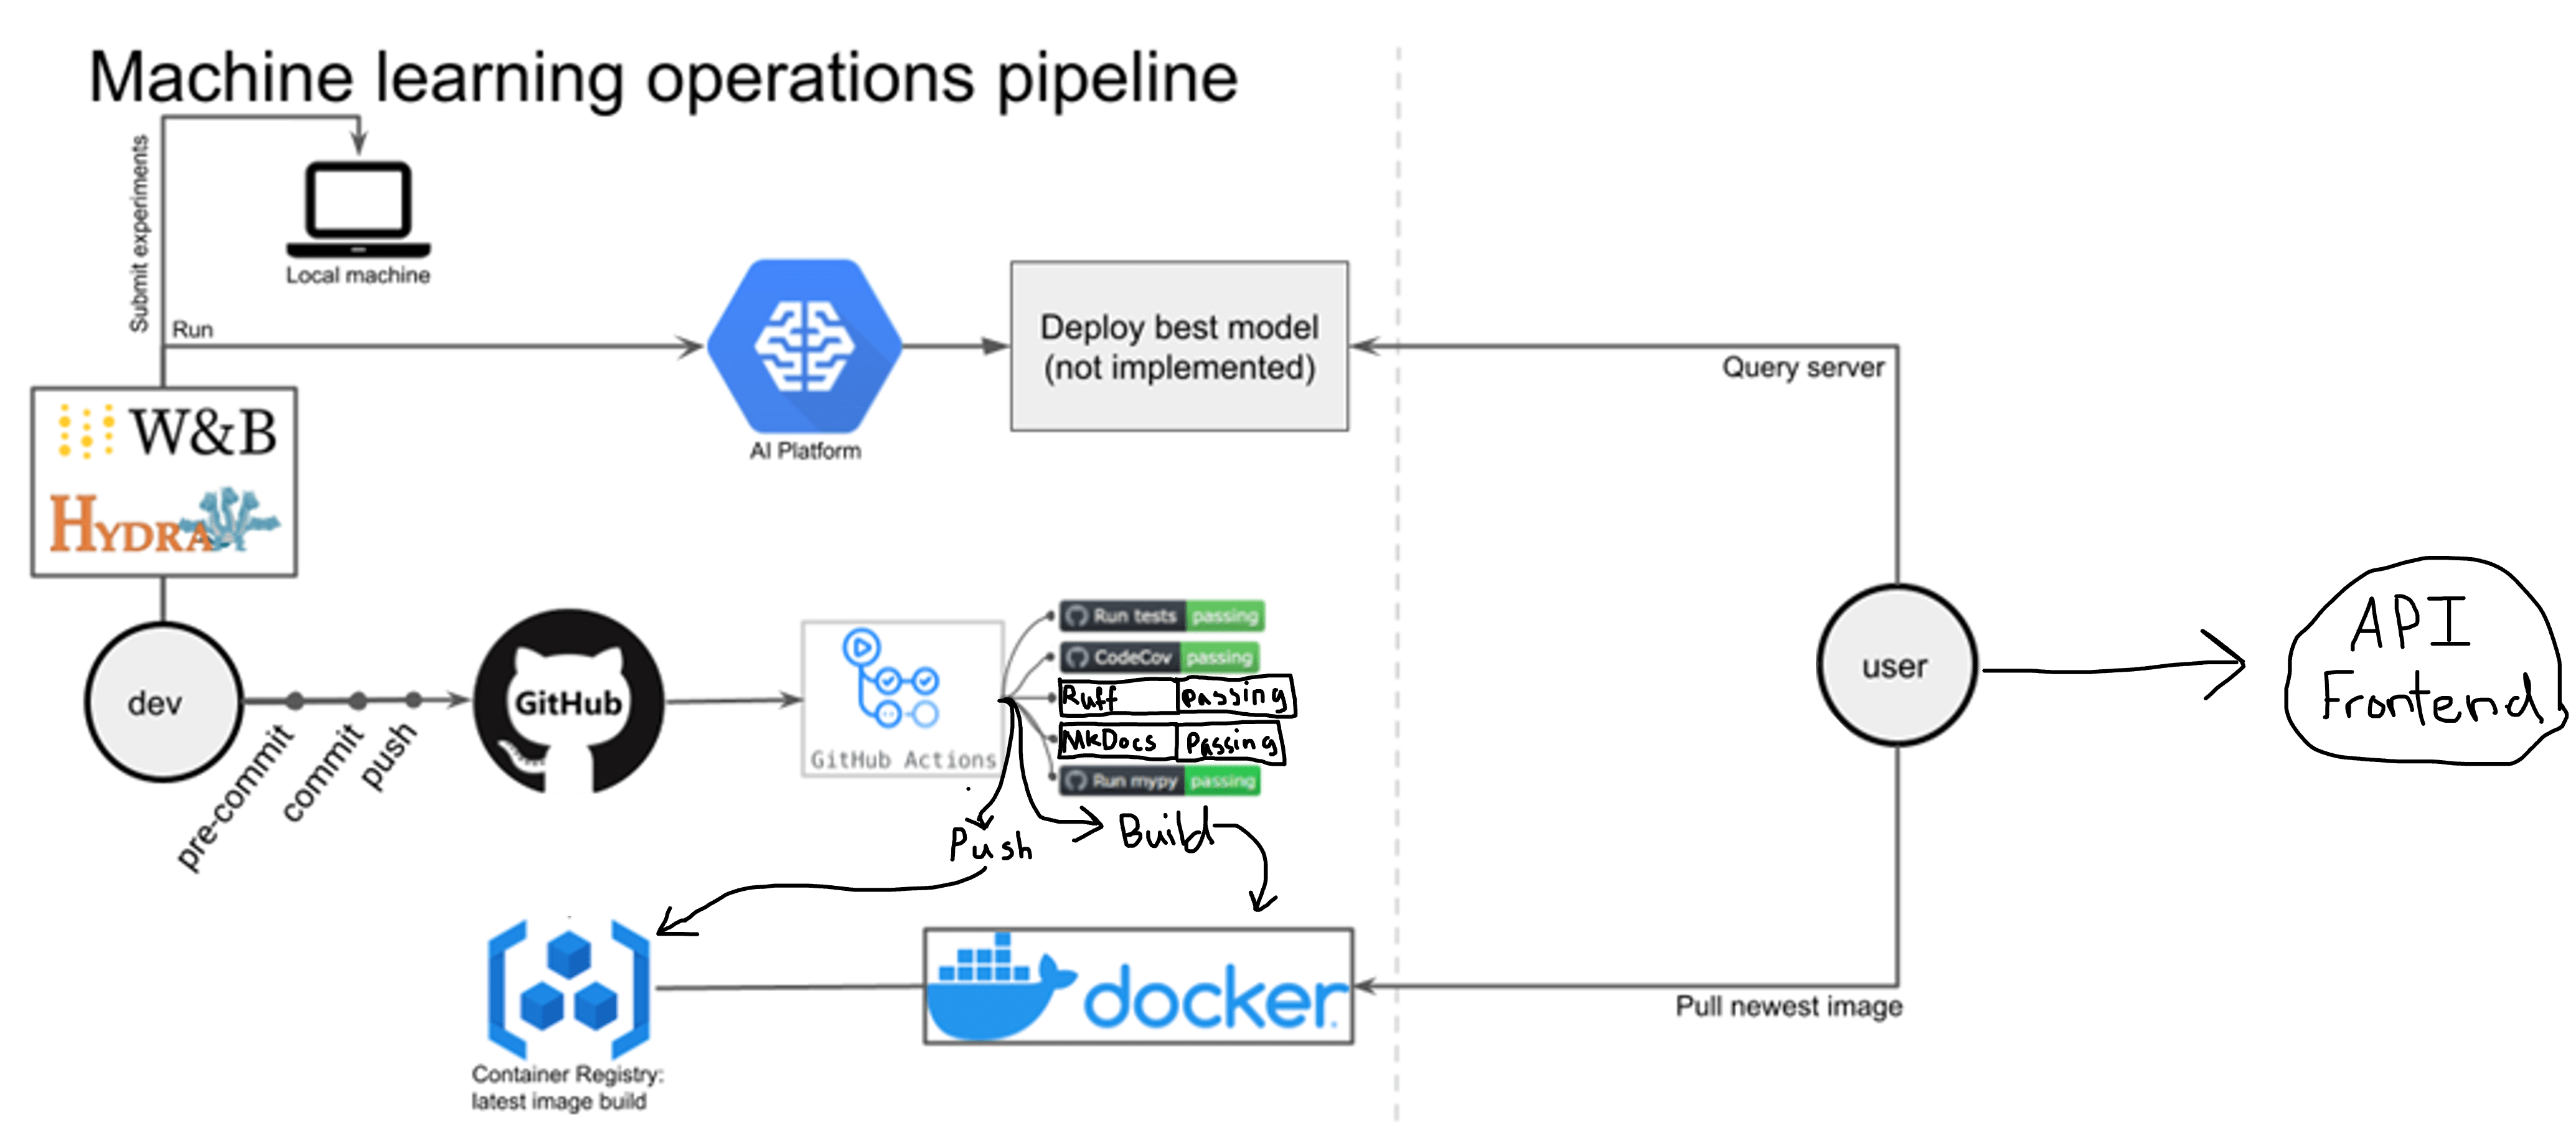 Machine learning operations pipeline
Submit experiments
Local machine
Run
AI Platform
Deploy best model
(not implemented)
Query server
W&B
HYDRA
dev
pre-commit
commit
push
GitHub
GitHub Actions
Run tests passing
CodeCov passing
Ruff Passing
MkDocs Passing
Run mypy passing
Push
Build
user
API
Frontend
Container Registry:
latest image build
docker
Pull newest image